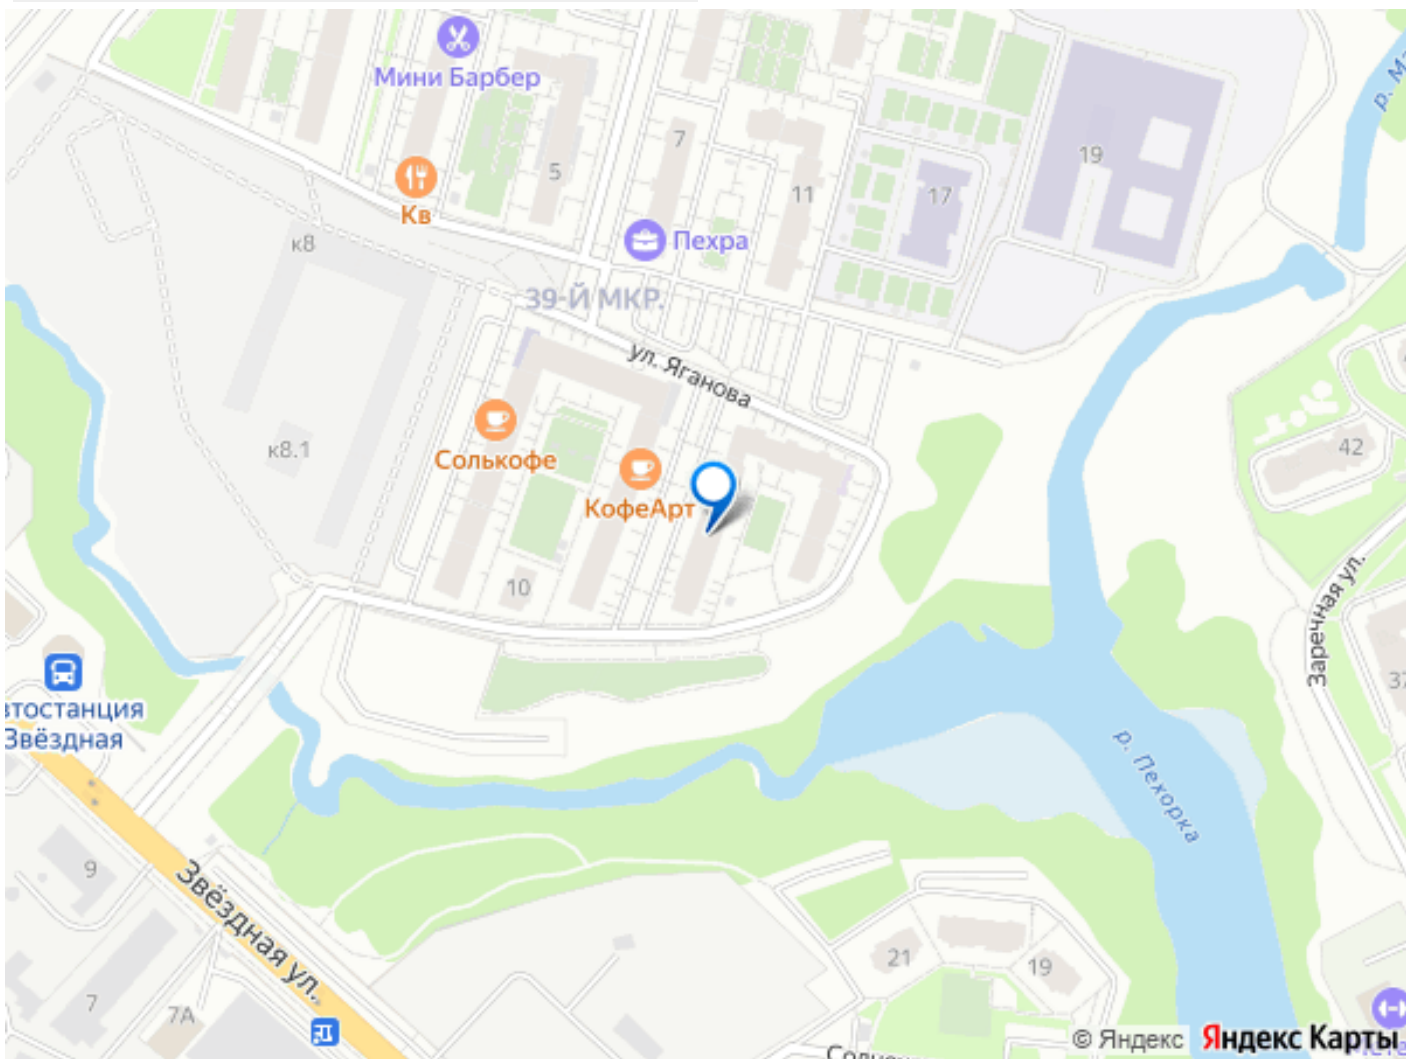 р. М
Мини Барбер
7
19
5
11
17
Кв
Пехра
к8
39-Й МКР.
ул. Яганова
42
к8.1
Солькофе
КофеАрт
10
Заречная ул.
37
втостанция
Звёздная
р. Пехорка
9
Звёздная ул.
21
19
7
7А
© Яндекс
Яндекс Карты